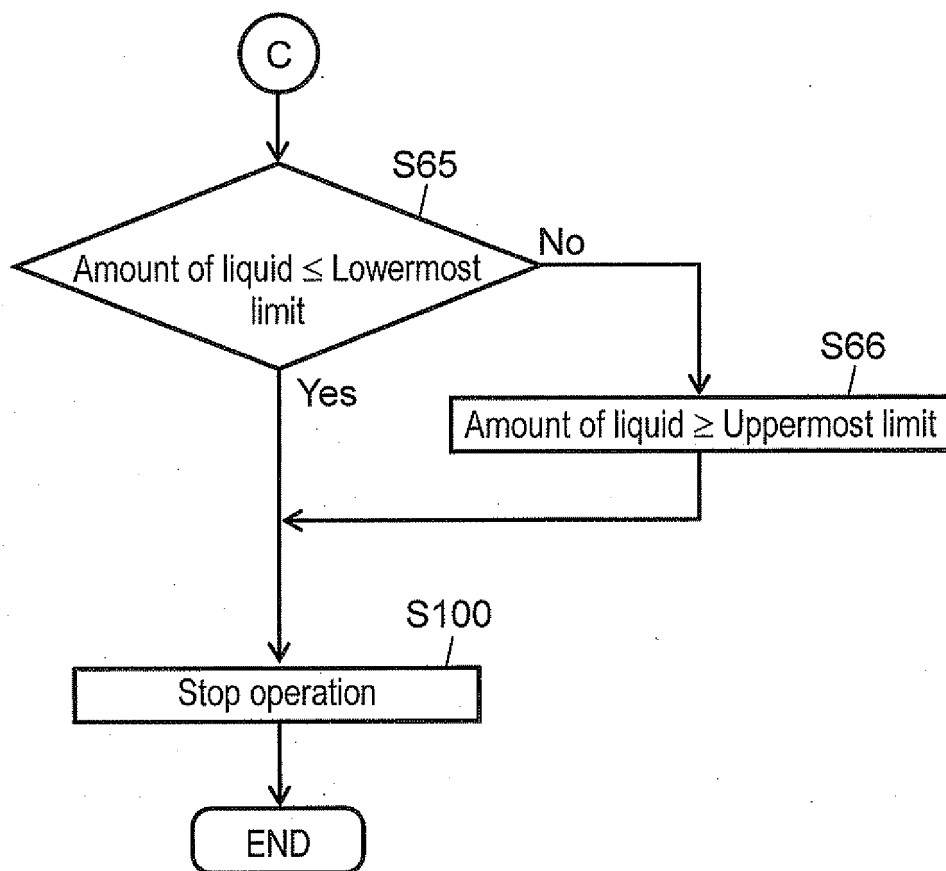 C
S65
Amount of liquid ≤ Lowermost
limit
No
Yes
S66
Amount of liquid ≥ Uppermost limit
S100
Stop operation
END